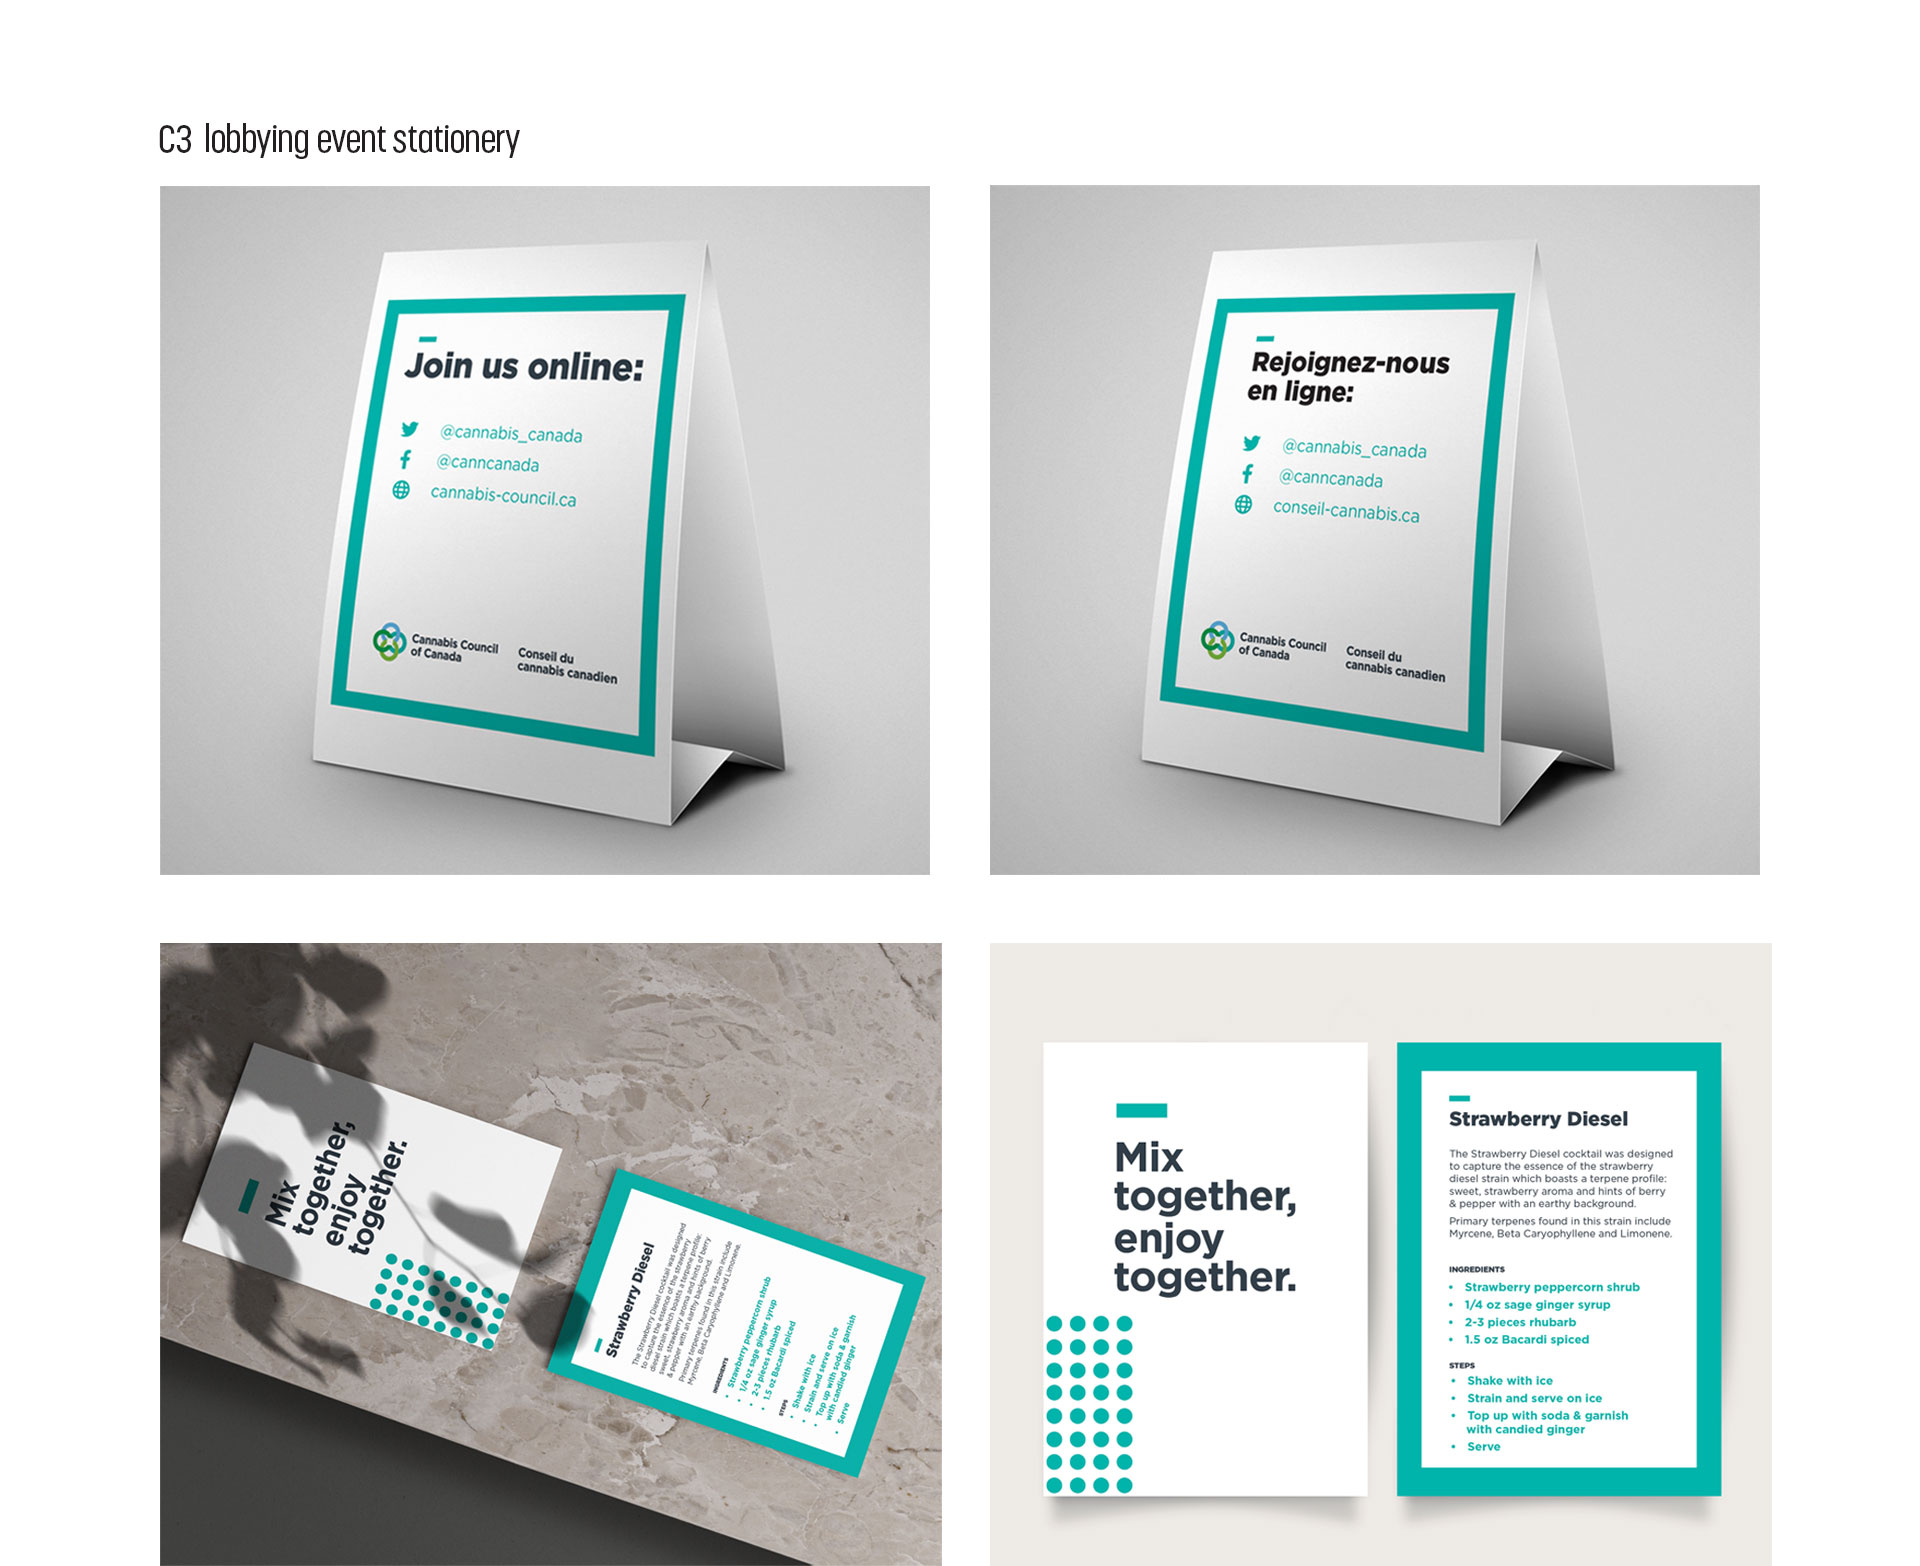 C3 lobbying event stationery
Join us online:
@cannabis_canada
@canncanada
cannabis-council.ca
Cannabis Council
of Canada
Conseil du
cannabis canadien
Rejoignez-nous
en ligne:
@cannabis_canada
@canncanada
conseil-cannabis.ca
Cannabis Council
of Canada
Conseil du
cannabis canadien
Mix
together,
enjoy
together.
Strawberry Diesel
The Strawberry Diesel cocktail was designed
to capture the essence of the strawberry
diesel strain which boasts a terpene profile:
sweet, strawberry aroma and hints of berry
& pepper with an earthy background.
Primary terpenes found in this strain include
Myrcene, Beta Caryophyllene and Limonene.
INGREDIENTS
• Strawberry peppercorn shrub
• 1/4 oz sage ginger syrup
• 2-3 pieces rhubarb
• 1.5 oz Bacardi spiced
STEPS
• Shake with ice
• Strain and serve on ice
• Top up with soda & garnish
with candied ginger
• Serve
Mix
together,
enjoy
together.
Strawberry Diesel
The Strawberry Diesel cocktail was designed
to capture the essence of the strawberry
diesel strain which boasts a terpene profile:
sweet, strawberry aroma and hints of berry
& pepper with an earthy background.
Primary terpenes found in this strain include
Myrcene, Beta Caryophyllene and Limonene.
INGREDIENTS
• Strawberry peppercorn shrub
• 1/4 oz sage ginger syrup
• 2-3 pieces rhubarb
• 1.5 oz Bacardi spiced
STEPS
• Shake with ice
• Strain and serve on ice
• Top up with soda & garnish
with candied ginger
• Serve